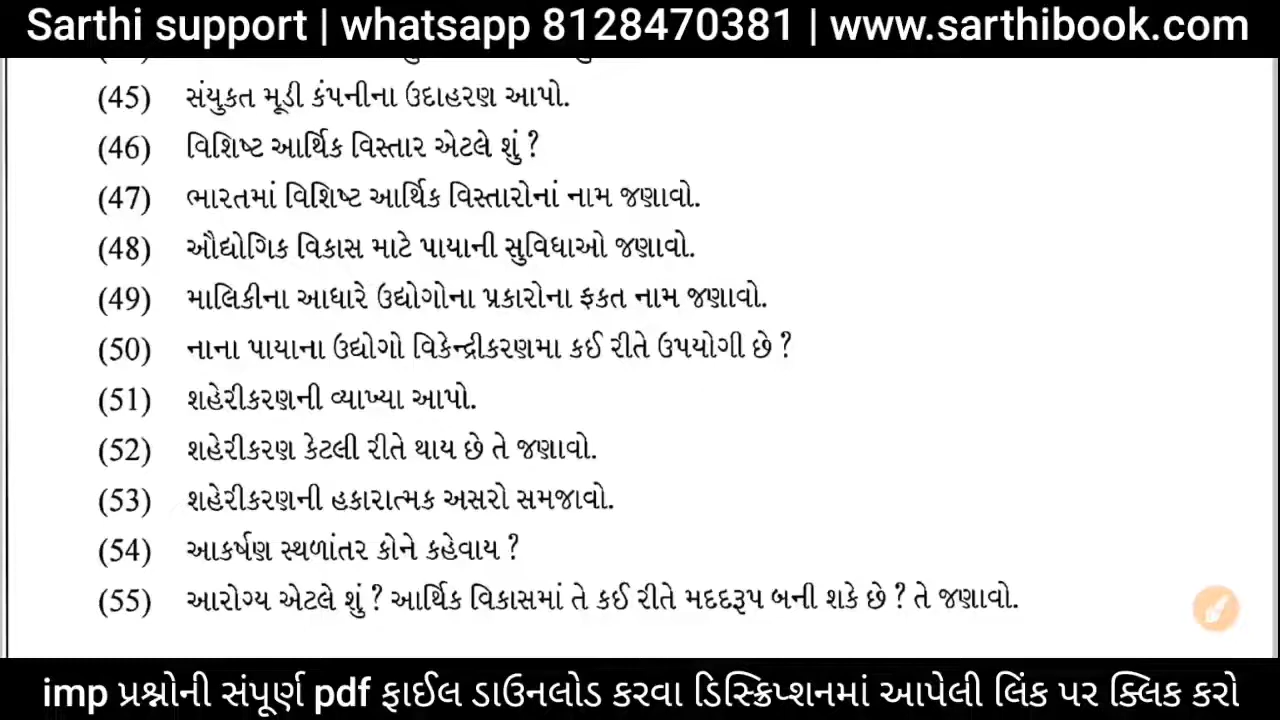 Sarthi support | whatsapp 8128470381 | www.sarthibook.com
(45) સંયુકત મૂડી કંપનીના ઉદાહરણ આપો.
(46) વિશિષ્ટ આર્થિક વિસ્તાર એટલે શું ?
(47) ભારતમાં વિશિષ્ટ આર્થિક વિસ્તારોનાં નામ જણાવો.
(48) ઔદ્યોગિક વિકાસ માટે પાયાની સુવિધાઓ જણાવો.
(49) માલિકીના આધારે ઉદ્યોગોના પ્રકારોના ફકત નામ જણાવો.
(50) નાના પાયાના ઉદ્યોગો વિકેન્દ્રીકરણમા કઈ રીતે ઉપયોગી છે ?
(51) શહેરીકરણની વ્યાખ્યા આપો.
(52) શહેરીકરણ કેટલી રીતે થાય છે તે જણાવો.
(53) શહેરીકરણની હકારાત્મક અસરો સમજાવો.
(54) આકર્ષણ સ્થળાંતર કોને કહેવાય ?
(55) આરોગ્ય એટલે શું ? આર્થિક વિકાસમાં તે કઈ રીતે મદદરૂપ બની શકે છે ? તે જણાવો.
imp પ્રશ્નોની સંપૂર્ણ pdf ફાઈલ ડાઉનલોડ કરવા ડિસ્ક્રિપ્શનમાં આપેલી લિંક પર ક્લિક કરો